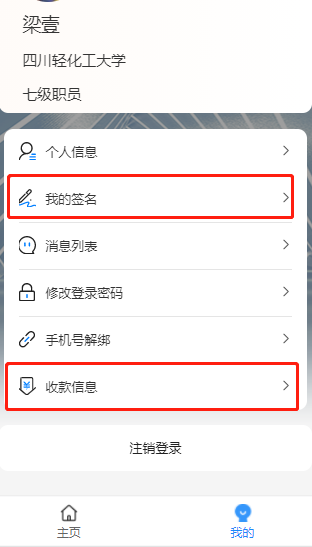 梁壹
四川轻化工大学
七级职员
个人信息
我的签名
消息列表
修改登录密码
手机号解绑
收款信息
注销登录
主页
我的